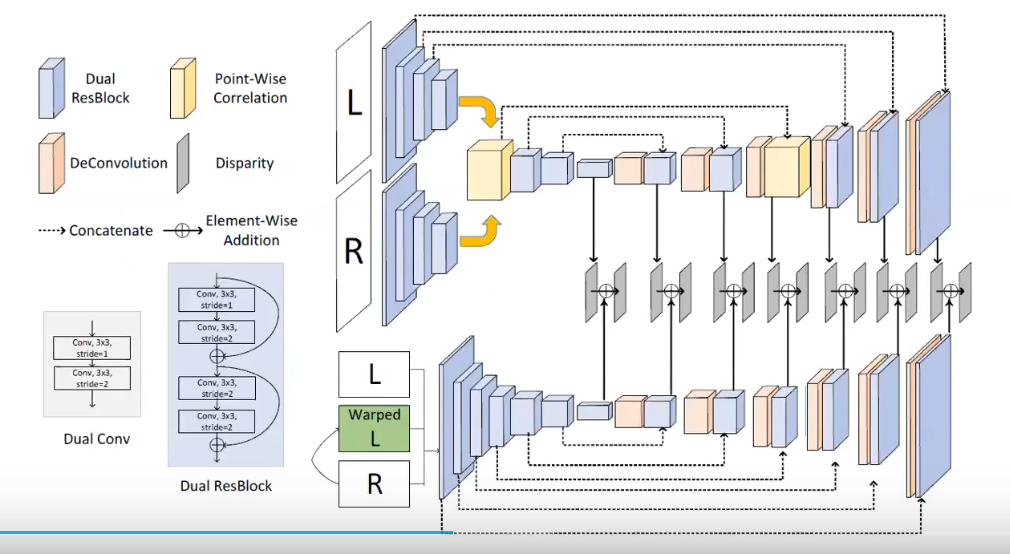 Dual
ResBlock
Point-Wise
Correlation
DeConvolution
Disparity
Concatenate
Element-Wise
Addition
Conv, 3x3,
stride=1
Conv, 3x3,
stride=2
Dual Conv
Conv, 3x3,
stride=1
Conv, 3x3,
stride=2
Conv, 3x3,
stride=2
Conv, 3x3,
stride=2
Dual ResBlock
L
R
L
Warped
L
R